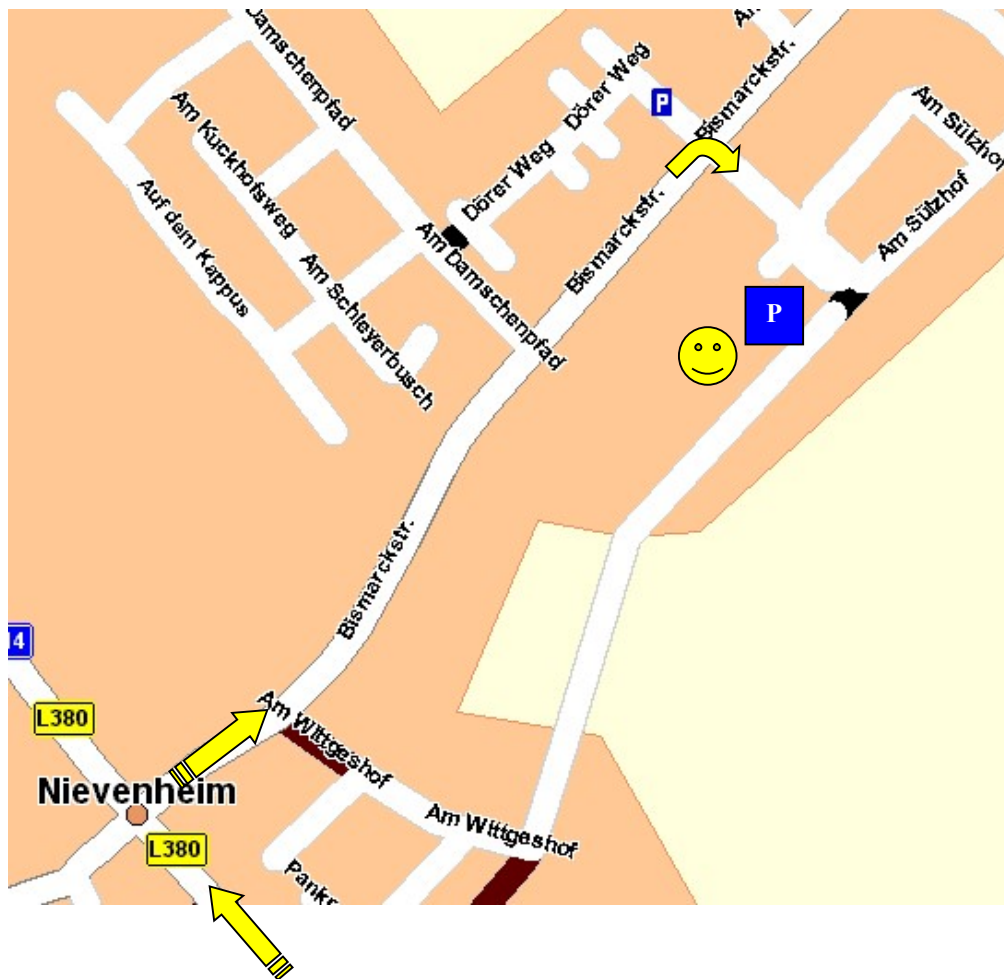 Damschenpfad
Am Kuckhofsweg
Auf dem Kappus
Am Schleyerbusch
Am Damschenpfad
Dörer Weg
Dörer Weg
P
Bismarckstr.
Bismarckstr.
Am Sülzhof
Am Sülzhof
P
Bismarckstr.
14
L380
Nievenheim
L380
Am Wittgeshof
Am Wittgeshof